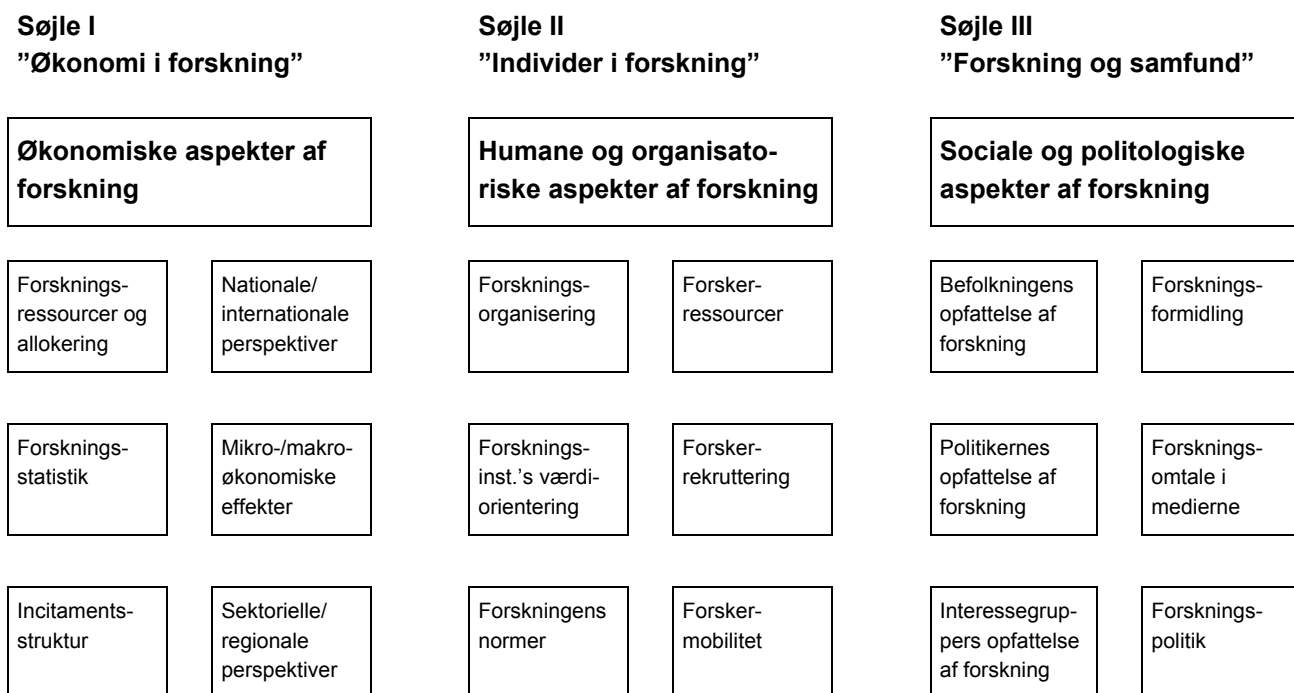 Søjle I
”Økonomi i forskning”
Økonomiske aspekter af
forskning
Forsknings-
ressourcer og
allokering
Nationale/
internationale
perspektiver
Forsknings-
statistik
Mikro-/makro-
økonomiske
effekter
Incitaments-
struktur
Sektorielle/
regionale
perspektiver
Søjle II
”Individer i forskning”
Humane og organisato-
riske aspekter af forskning
Forsknings-
organisering
Forsker-
ressourcer
Forsknings-
inst.’s værdi-
orientering
Forsker-
rekruttering
Forskningens
normer
Forsker-
mobilitet
Søjle III
”Forskning og samfund”
Sociale og politologiske
aspekter af forskning
Befolkningens
opfattelse af
forskning
Forsknings-
formidling
Politikernes
opfattelse af
forskning
Forsknings-
omtale i
medierne
Interessegrup-
pers opfattelse
af forskning
Forsknings-
politik